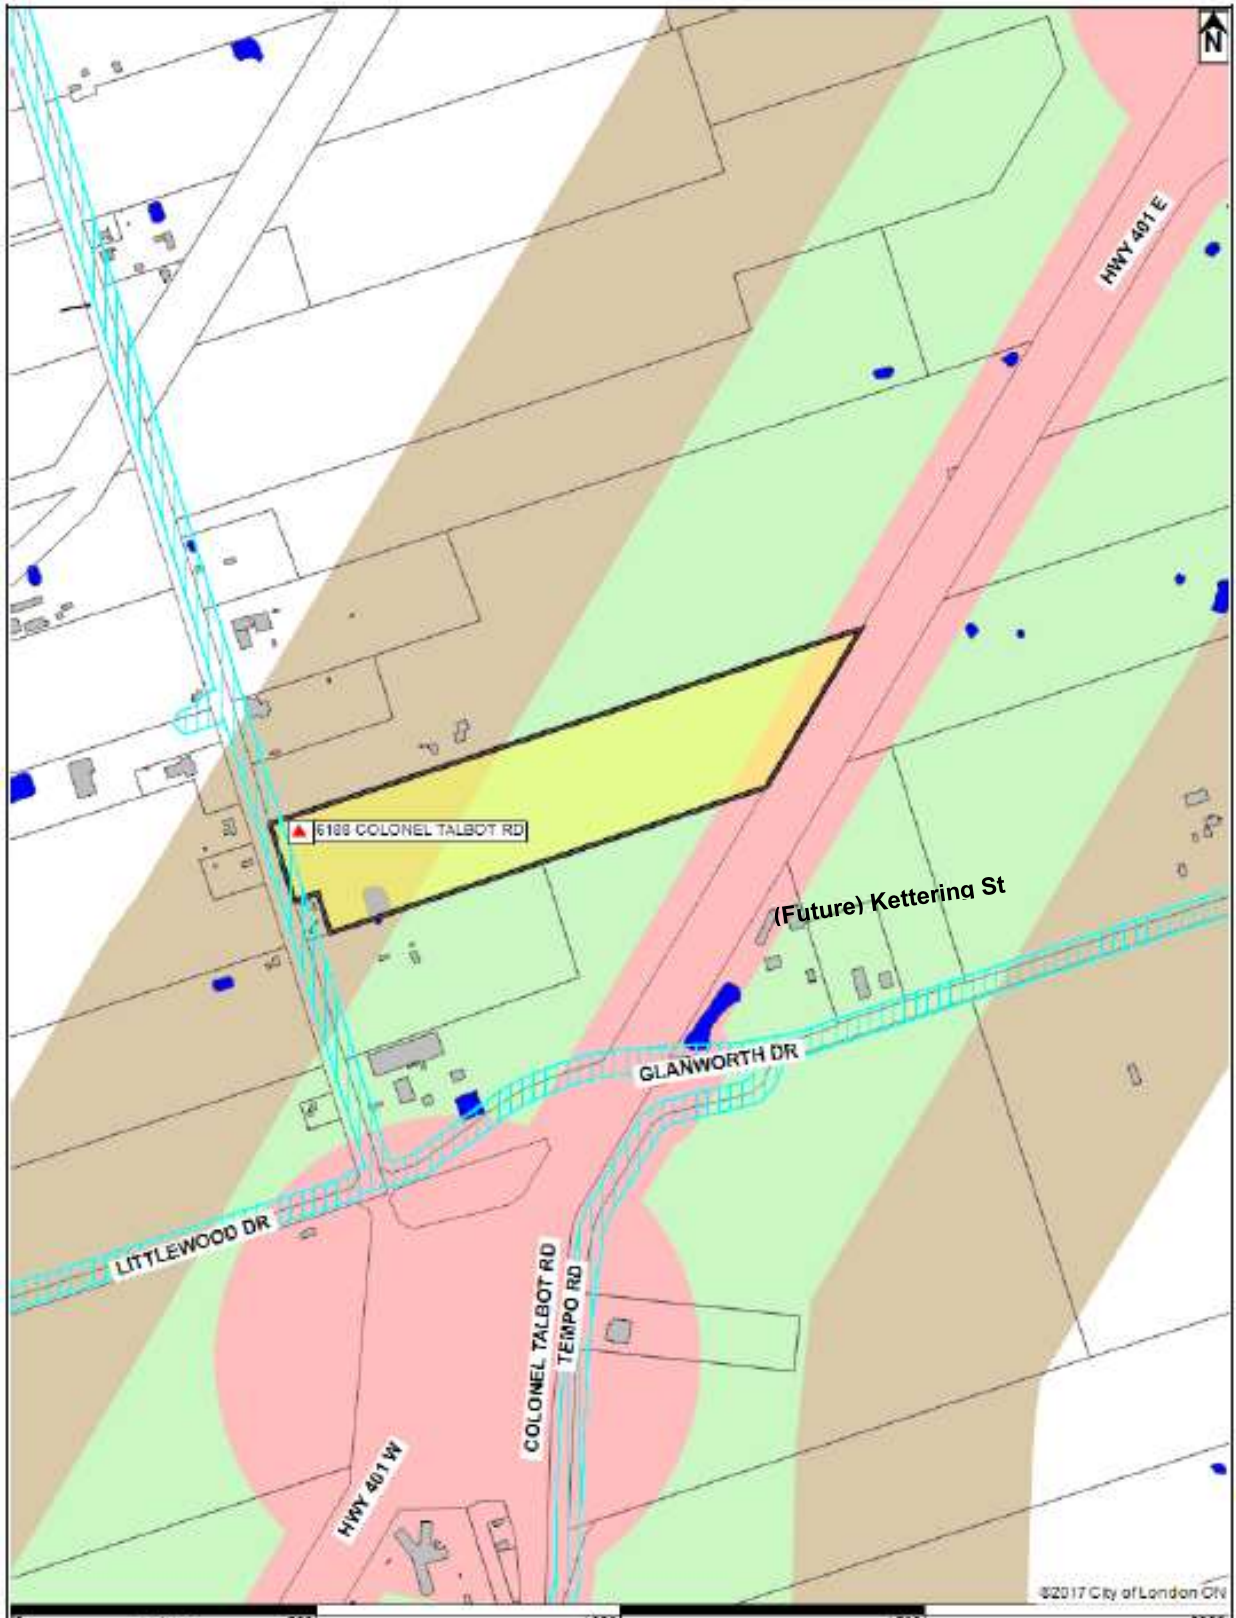 N
HWY 401 E
6188 COLONEL TALBOT RD
(Future) Kettering St
GLANWORTH DR
LITTLEWOOD DR
COLONEL TALBOT RD
TEMPO RD
HWY 401 W
©2017 City of London ON